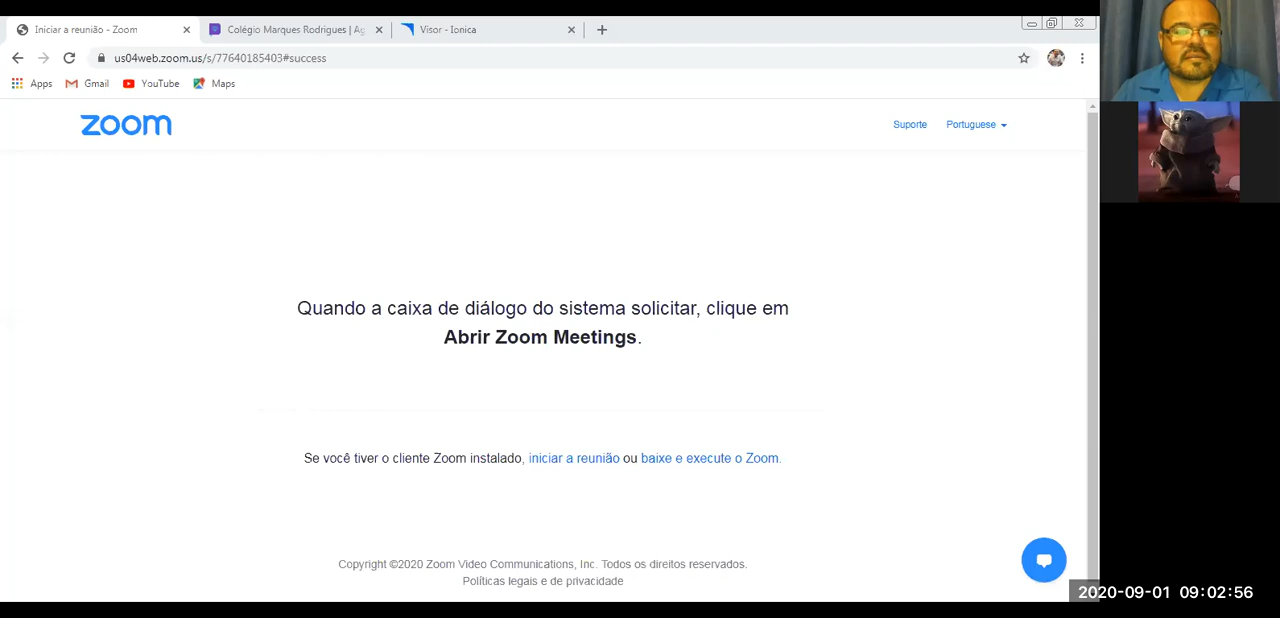 Iniciar a reunião - Zoom
Colégio Marques Rodrigues | Ag
Visor - Ionica
us04web.zoom.us/s/77640185403#success
Apps Gmail YouTube Maps
zoom
Suporte Portuguese
Quando a caixa de diálogo do sistema solicitar, clique em
Abrir Zoom Meetings.
Se você tiver o cliente Zoom instalado, iniciar a reunião ou baixe e execute o Zoom.
Copyright ©2020 Zoom Video Communications, Inc. Todos os direitos reservados.
Políticas legais e de privacidade
2020-09-01 09:02:56